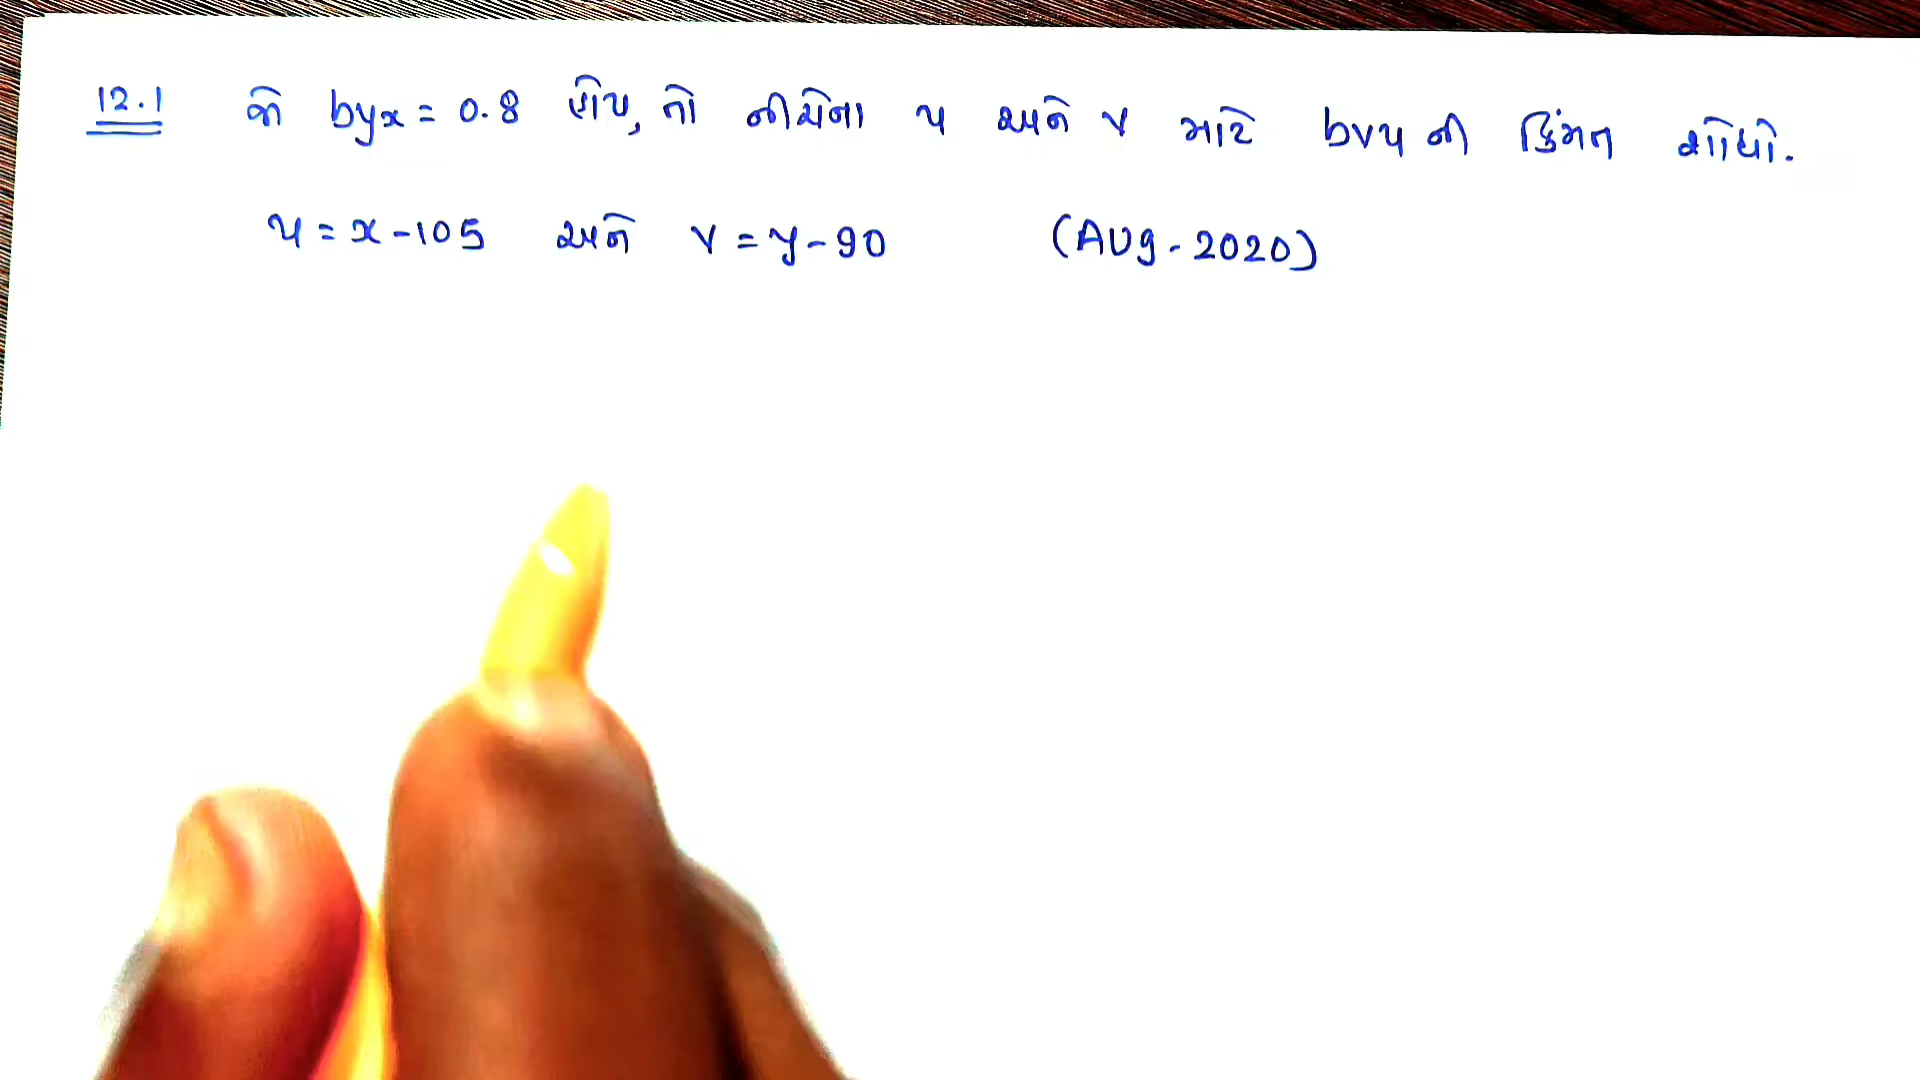 12.1 જો byx = 0.8 હોય, તો નીચેના u અને v માટે bvu ની કિંમત શોધો.
u = x - 105 અને v = y - 90 (Aug - 2020)